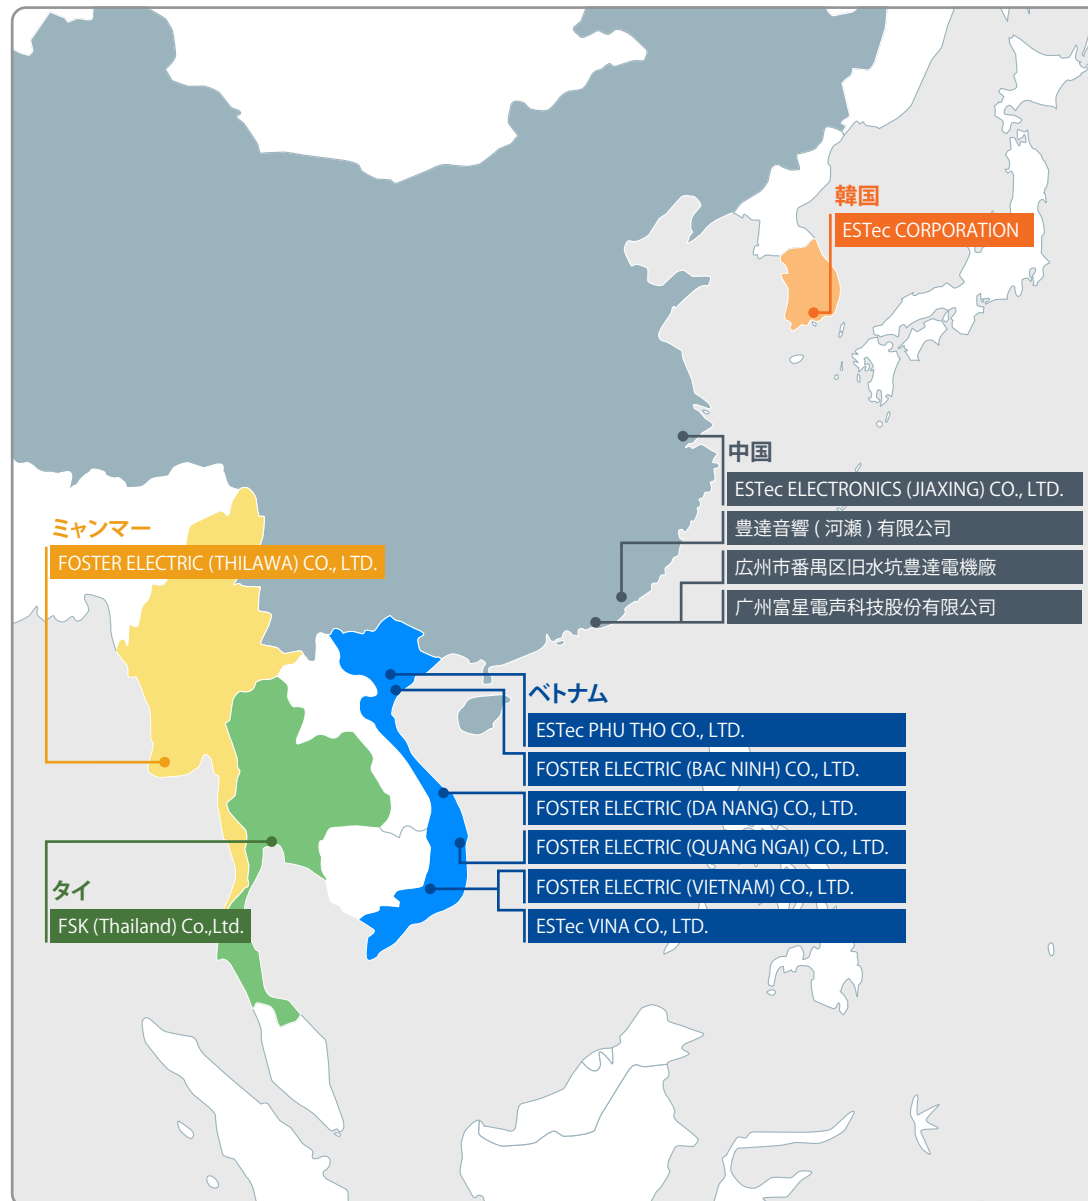 韓国
ESTec CORPORATION
中国
ESTec ELECTRONICS (JIAXING) CO., LTD.
豊達音響 ( 河瀬 ) 有限公司
広州市番禺区旧水坑豊達電機廠
广州富星電声科技股份有限公司
ミャンマー
FOSTER ELECTRIC (THILAWA) CO., LTD.
ベトナム
ESTec PHU THO CO., LTD.
FOSTER ELECTRIC (BAC NINH) CO., LTD.
FOSTER ELECTRIC (DA NANG) CO., LTD.
FOSTER ELECTRIC (QUANG NGAI) CO., LTD.
FOSTER ELECTRIC (VIETNAM) CO., LTD.
ESTec VINA CO., LTD.
タイ
FSK (Thailand) Co.,Ltd.